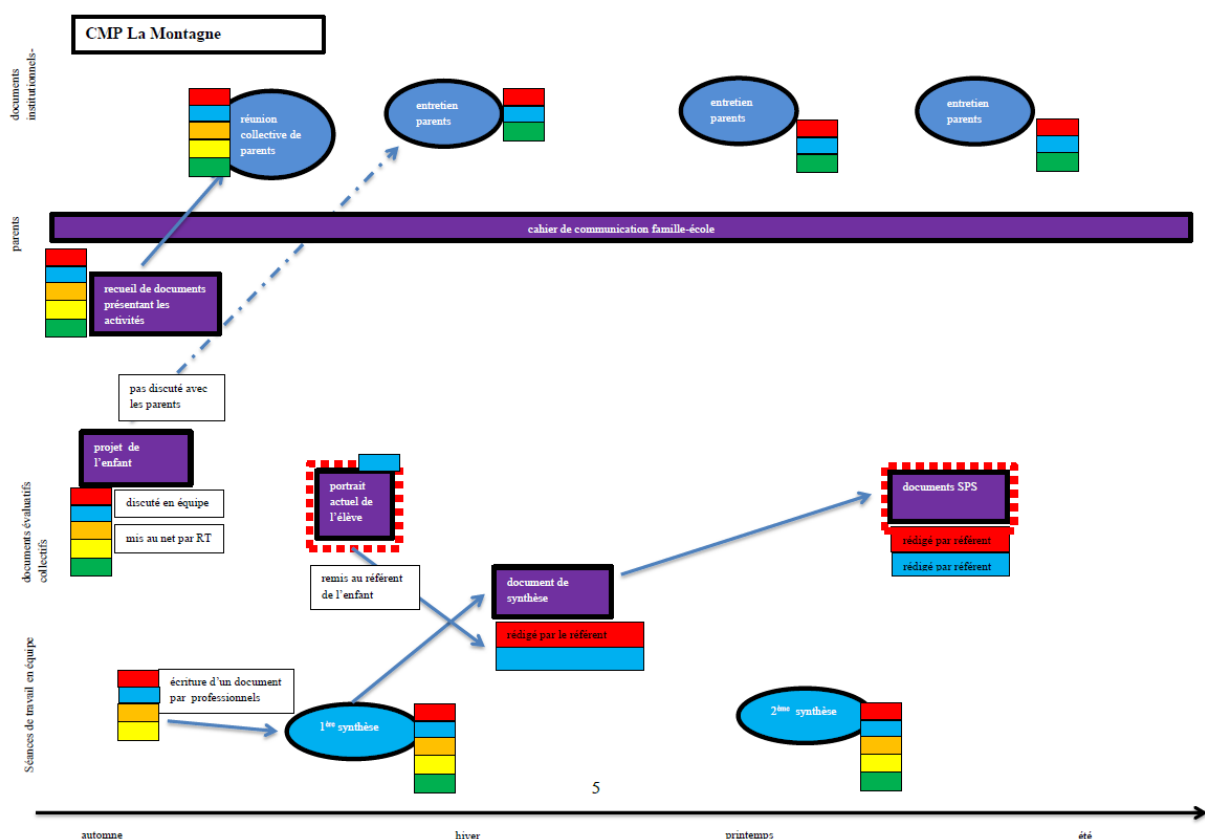 CMP La Montagne
documents
institutionnels-
réunion
collective de
parents
entretien
parents
entretien
parents
entretien
parents
parents
cahier de communication famille-école
recueil de documents
présentant les
activités
pas discuté avec
les parents
documents évaluatifs
collectifs
projet de
l'enfant
discuté en équipe
mis au net par RT
portrait
actuel de
l'élève
documents SPS
rédigé par référent
rédigé par référent
remis au référent
de l'enfant
document de
synthèse
rédigé par le référent
Séances de travail en équipe
écriture d'un document
par professionnels
1ère synthèse
2ème synthèse
5
automne
hiver
printemps
été